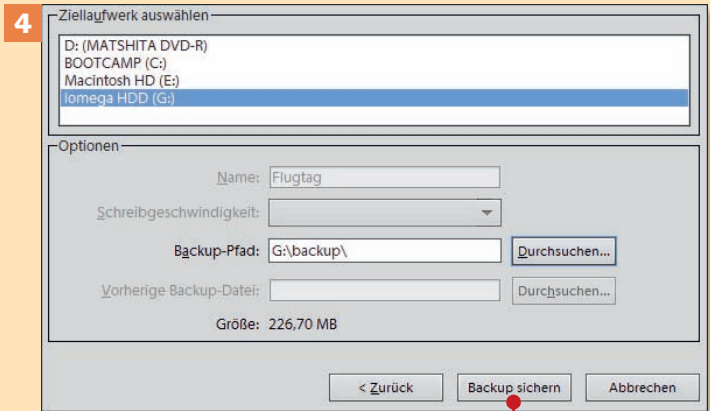 4
Ziellaufwerk auswählen
D: (MATSHITA DVD-R)
BOOTCAMP (C:)
Macintosh HD (E:)
Iomega HDD (G:)
Optionen
Name: Flugtag
Schreibgeschwindigkeit:
Backup-Pfad: G:\backup\ Durchsuchen...
Vorherige Backup-Datei: Durchsuchen...
Größe: 226,70 MB
< Zurück Backup sichern Abbrechen